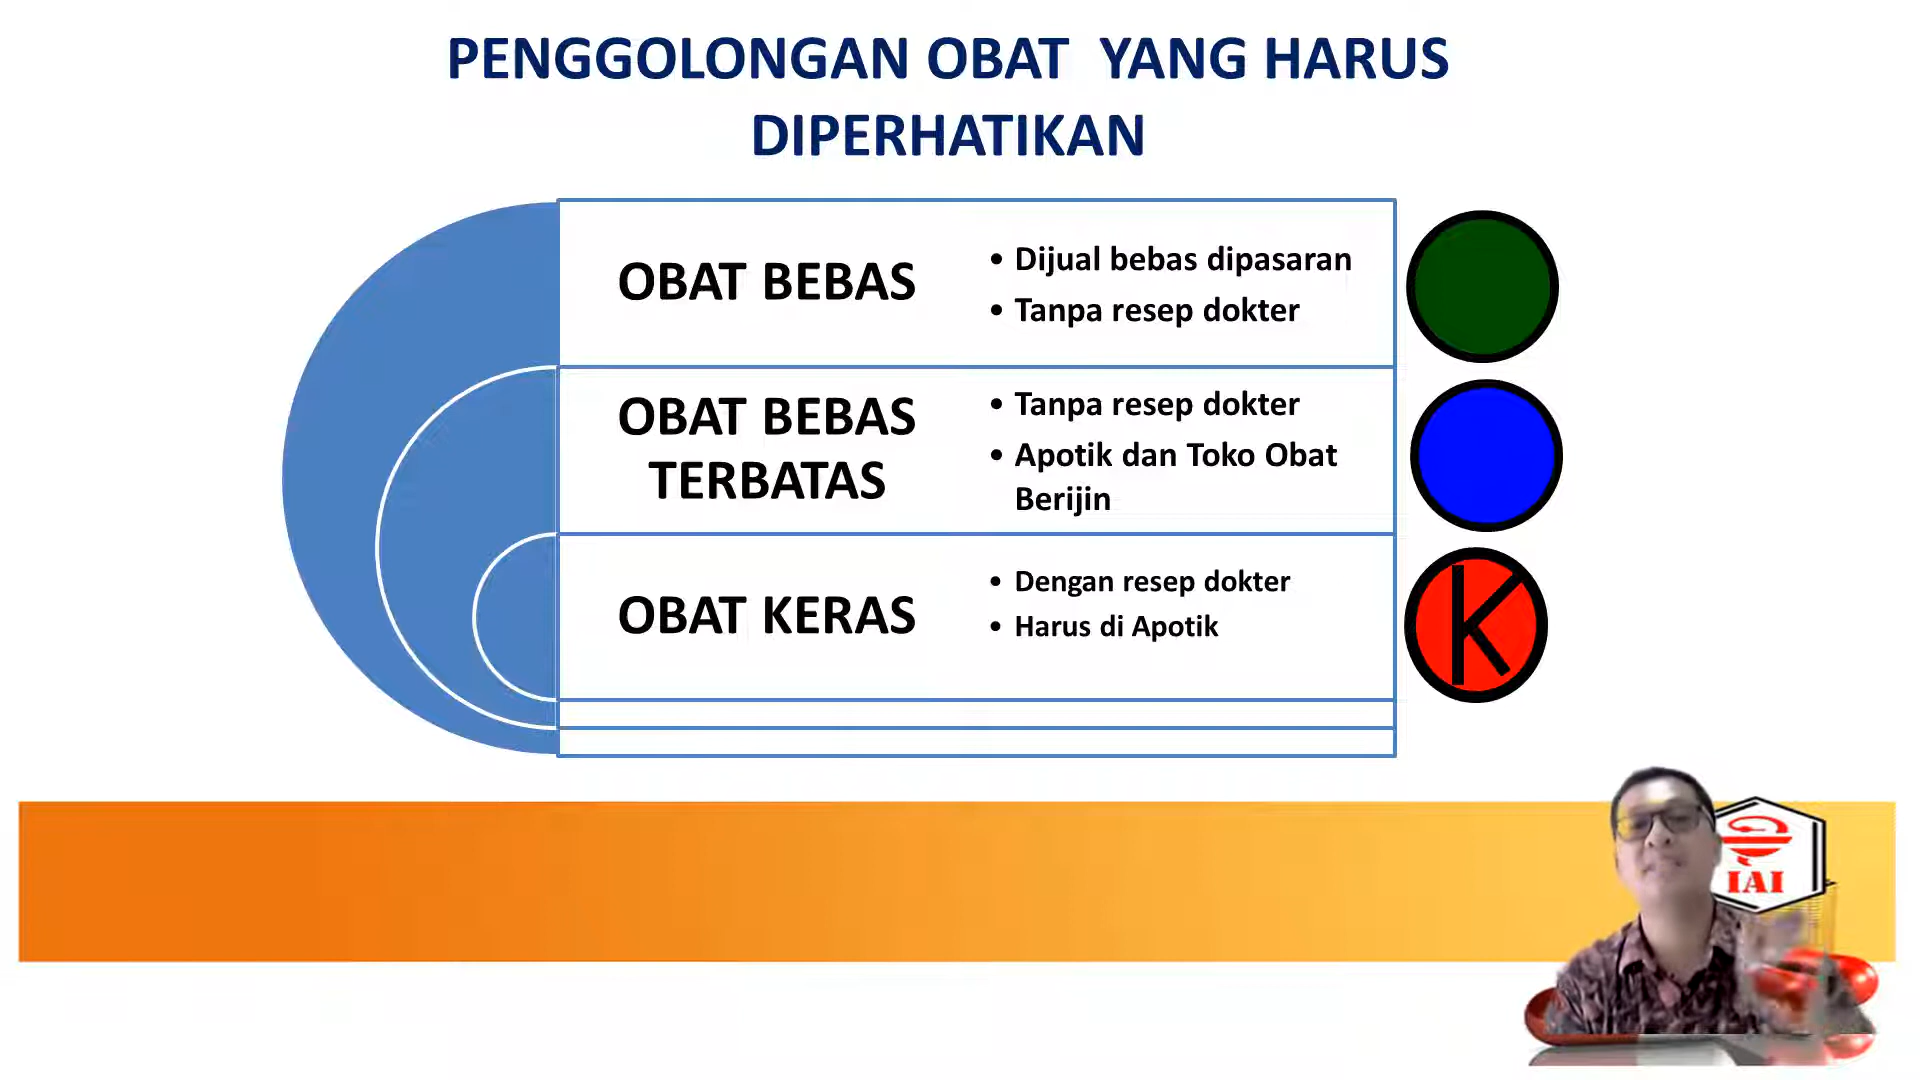 PENGGOLONGAN OBAT YANG HARUS
DIPERHATIKAN
OBAT BEBAS
• Dijual bebas dipasaran
• Tanpa resep dokter
OBAT BEBAS
TERBATAS
• Tanpa resep dokter
• Apotik dan Toko Obat
Berijin
OBAT KERAS
• Dengan resep dokter
• Harus di Apotik
K
IAI